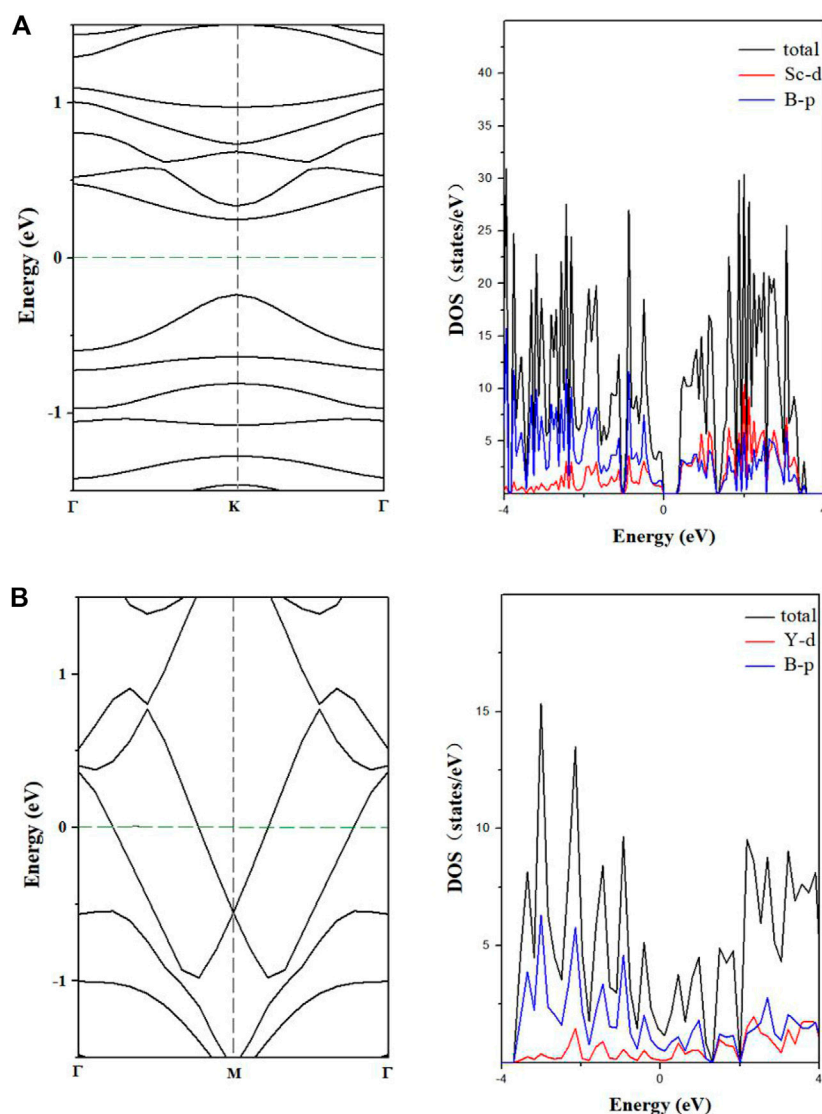 A
Energy (eV)
1
0
-1
Γ
K
Γ
DOS (states/eV)
45
40
35
30
25
20
15
10
5
total
Sc-d
B-p
-4
0
4
Energy (eV)
B
Energy (eV)
1
0
-1
Γ
M
Γ
DOS (states/eV)
15
10
5
total
Y-d
B-p
-4
0
4
Energy (eV)